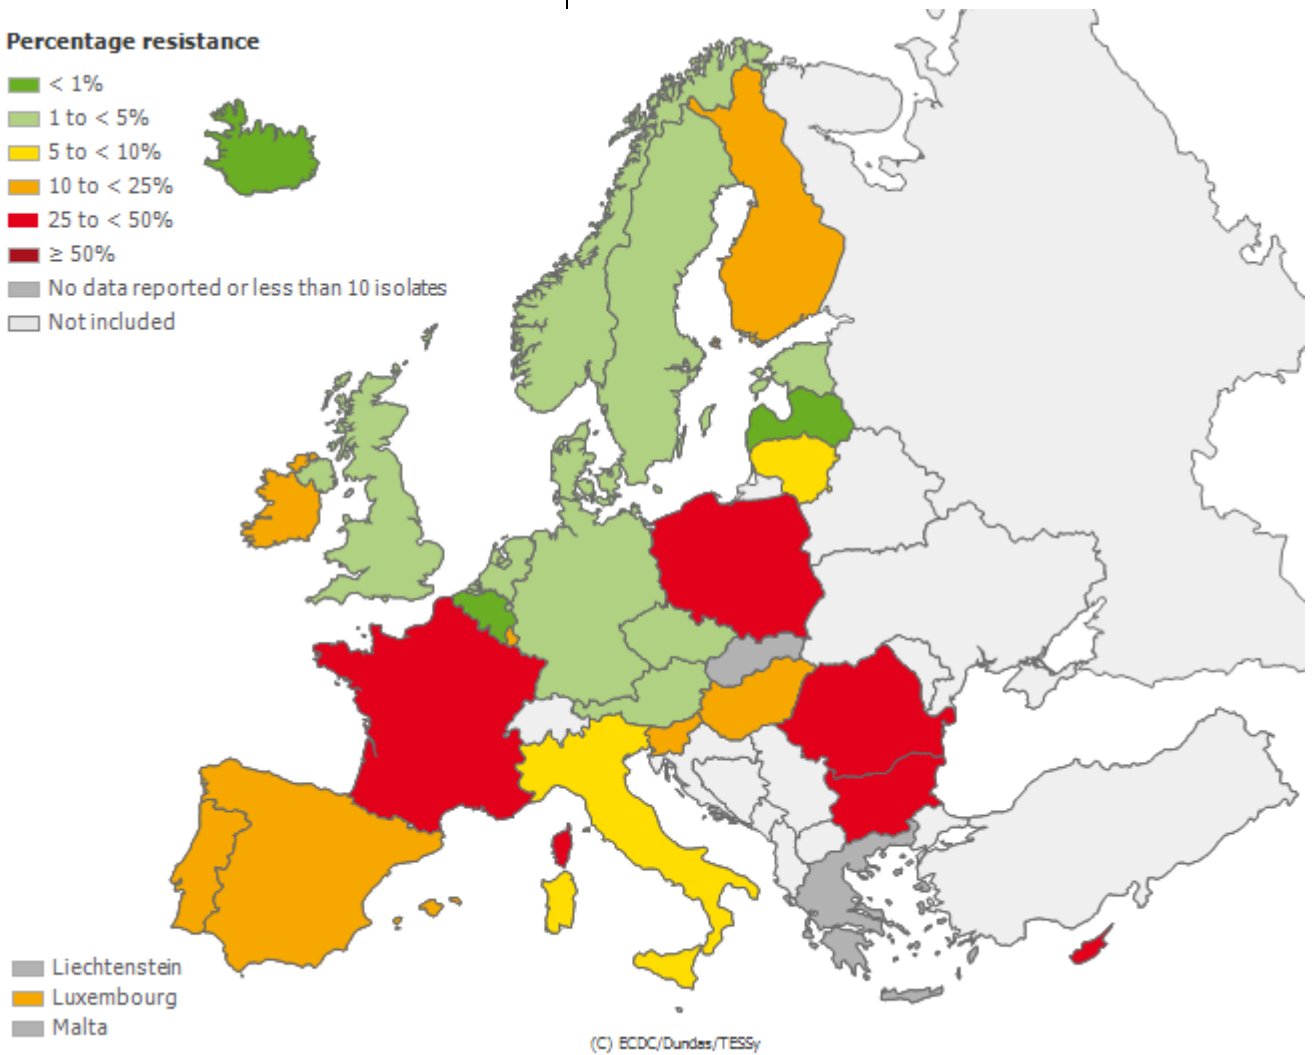 Percentage resistance
< 1%
1 to < 5%
5 to < 10%
10 to < 25%
25 to < 50%
≥ 50%
No data reported or less than 10 isolates
Not included
Liechtenstein
Luxembourg
Malta
(C) ECDC/Dundas/TESSy